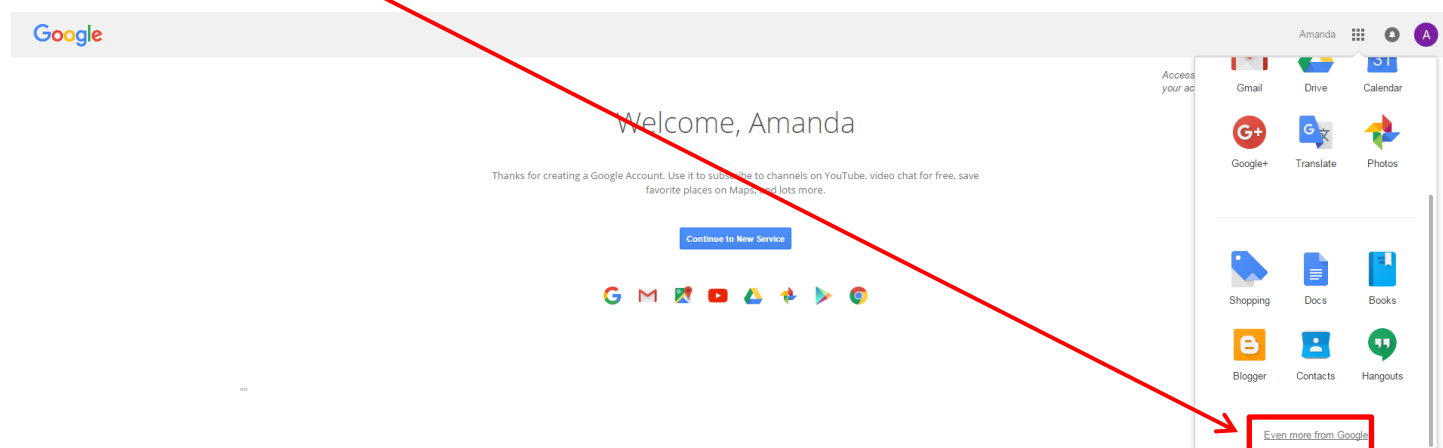 Google
Amanda
A
Access
your ac
31
Gmail Drive Calendar
Welcome, Amanda
G+ G 文
Google+ Translate Photos
Thanks for creating a Google Account. Use it to subscribe to channels on YouTube, video chat for free, save
favorite places on Maps, and lots more.
Continue to New Service
G
Shopping Docs Books
Blogger Contacts Hangouts
Even more from Google